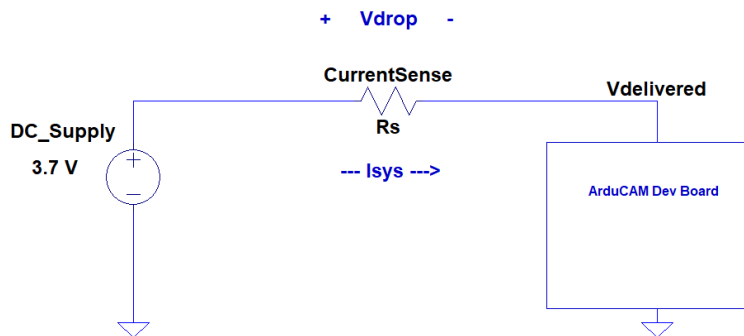 + Vdrop -
CurrentSense
Vdelivered
DC_Supply
Rs
3.7 V
--- Isys --->
ArduCAM Dev Board